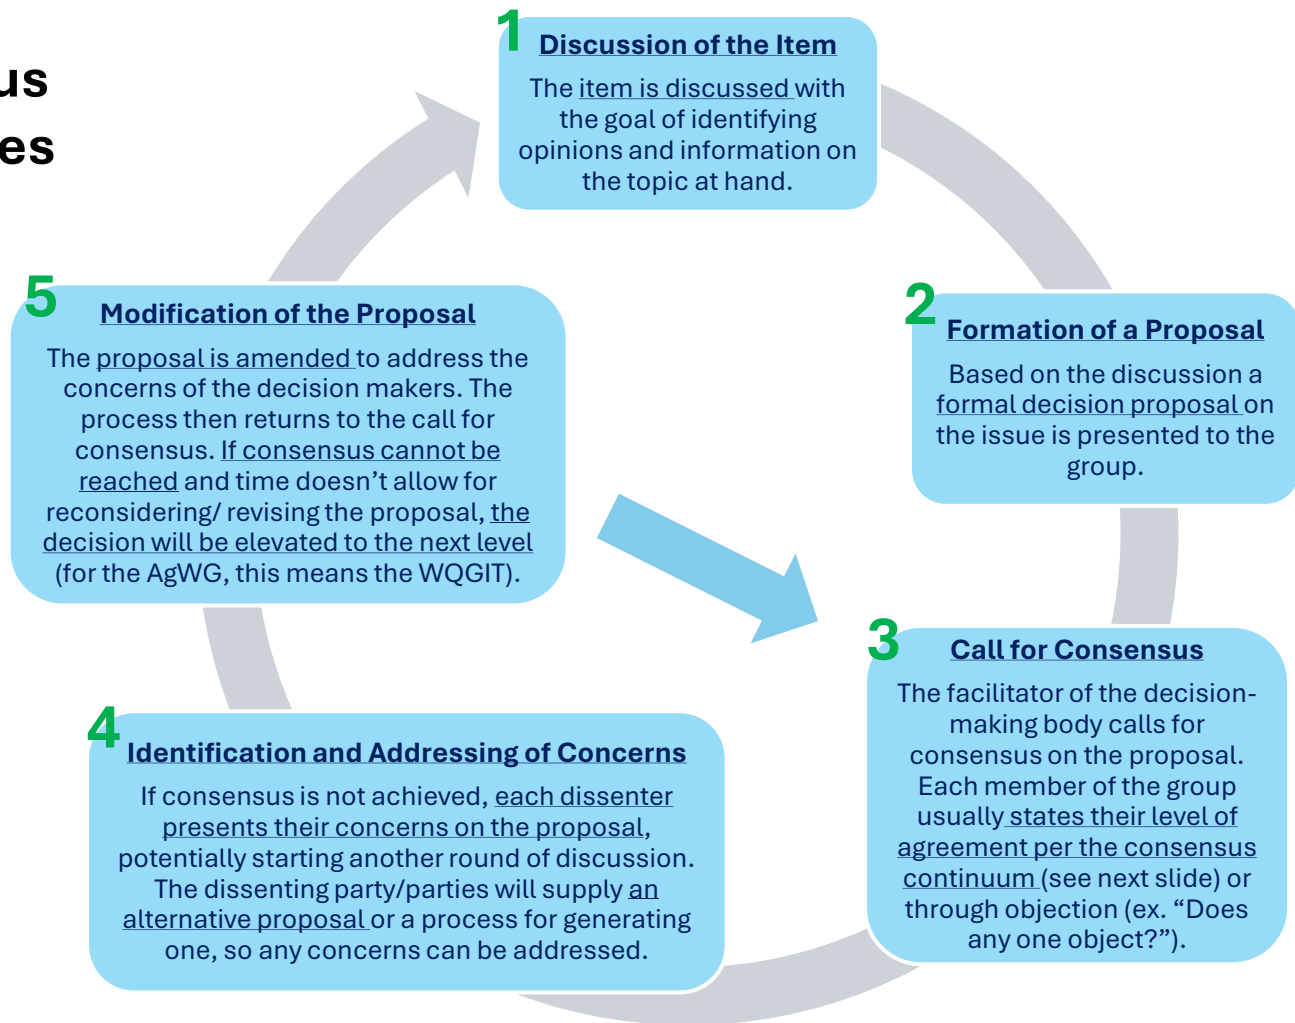 1
Discussion of the Item
The item is discussed with
the goal of identifying
opinions and information on
the topic at hand.
2
Formation of a Proposal
Based on the discussion a
formal decision proposal on
the issue is presented to the
group.
3
Call for Consensus
The facilitator of the decision-
making body calls for
consensus on the proposal.
Each member of the group
usually states their level of
agreement per the consensus
continuum (see next slide) or
through objection (ex. “Does
any one object?”).
4
Identification and Addressing of Concerns
If consensus is not achieved, each dissenter
presents their concerns on the proposal,
potentially starting another round of discussion.
The dissenting party/parties will supply an
alternative proposal or a process for generating
one, so any concerns can be addressed.
5
Modification of the Proposal
The proposal is amended to address the
concerns of the decision makers. The
process then returns to the call for
consensus. If consensus cannot be
reached and time doesn’t allow for
reconsidering/ revising the proposal, the
decision will be elevated to the next level
(for the AgWG, this means the WQGIT).